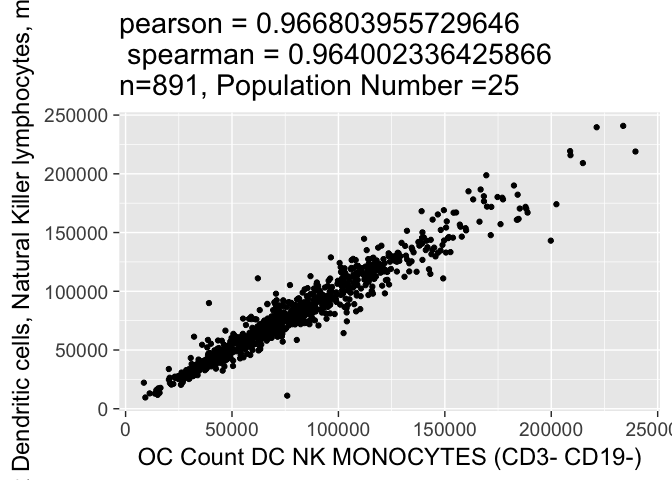 pearson = 0.966803955729646
spearman = 0.964002336425866
n=891, Population Number =25
Dendritic cells, Natural Killer lymphocytes, m
250000
200000
150000
100000
50000
0
0 50000 100000 150000 200000 25000
OC Count DC NK MONOCYTES (CD3- CD19-)